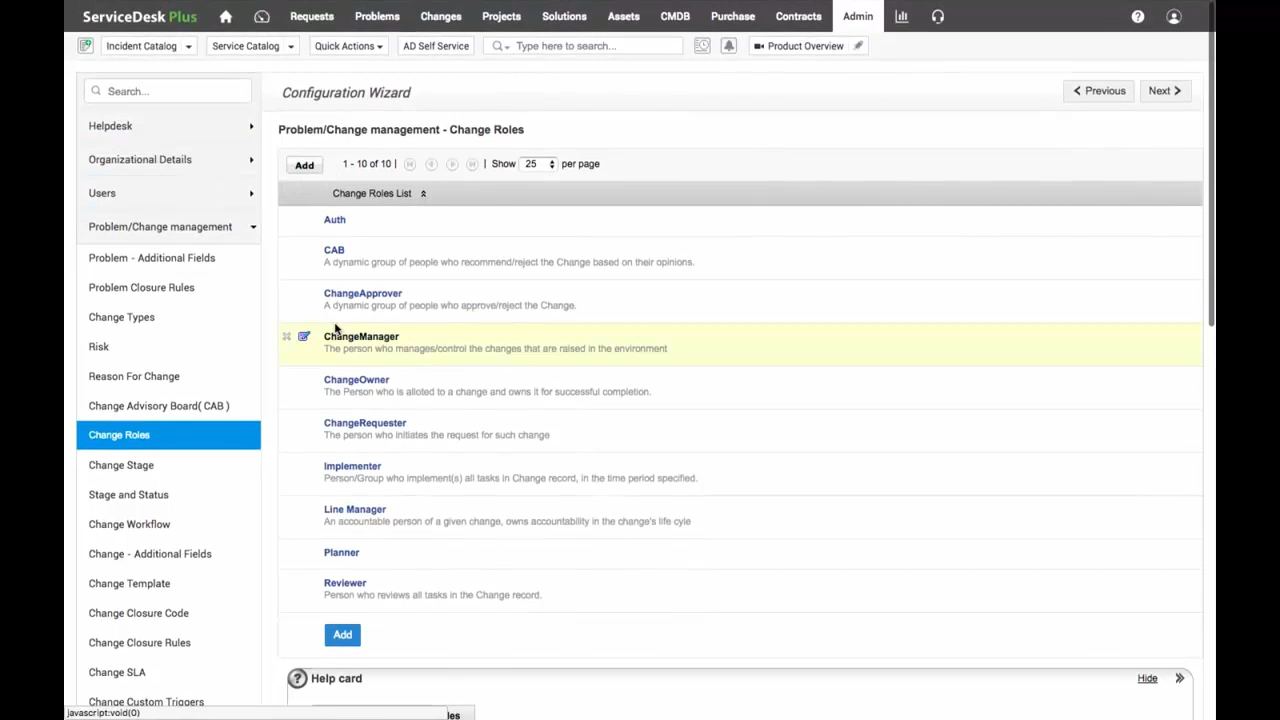 ServiceDesk Plus
Requests Problems Changes Projects Solutions Assets CMDB Purchase Contracts Admin
Incident Catalog Service Catalog Quick Actions AD Self Service Type here to search... Product Overview
Search...
Helpdesk
Organizational Details
Users
Problem/Change management
Problem - Additional Fields
Problem Closure Rules
Change Types
Risk
Reason For Change
Change Advisory Board( CAB )
Change Roles
Change Stage
Stage and Status
Change Workflow
Change - Additional Fields
Change Template
Change Closure Code
Change Closure Rules
Change SLA
Change Custom Triggers
javascript:void(0)
Configuration Wizard
Previous Next
Problem/Change management - Change Roles
Add 1 - 10 of 10 | | Show 25 per page
Change Roles List
Auth
CAB
A dynamic group of people who recommend/reject the Change based on their opinions.
ChangeApprover
A dynamic group of people who approve/reject the Change.
ChangeManager
The person who manages/control the changes that are raised in the environment
ChangeOwner
The Person who is alloted to a change and owns it for successful completion.
ChangeRequester
The person who initiates the request for such change
Implementer
Person/Group who implement(s) all tasks in Change record, in the time period specified.
Line Manager
An accountable person of a given change, owns accountability in the change's life cyle
Planner
Reviewer
Person who reviews all tasks in the Change record.
Add
? Help card Hide